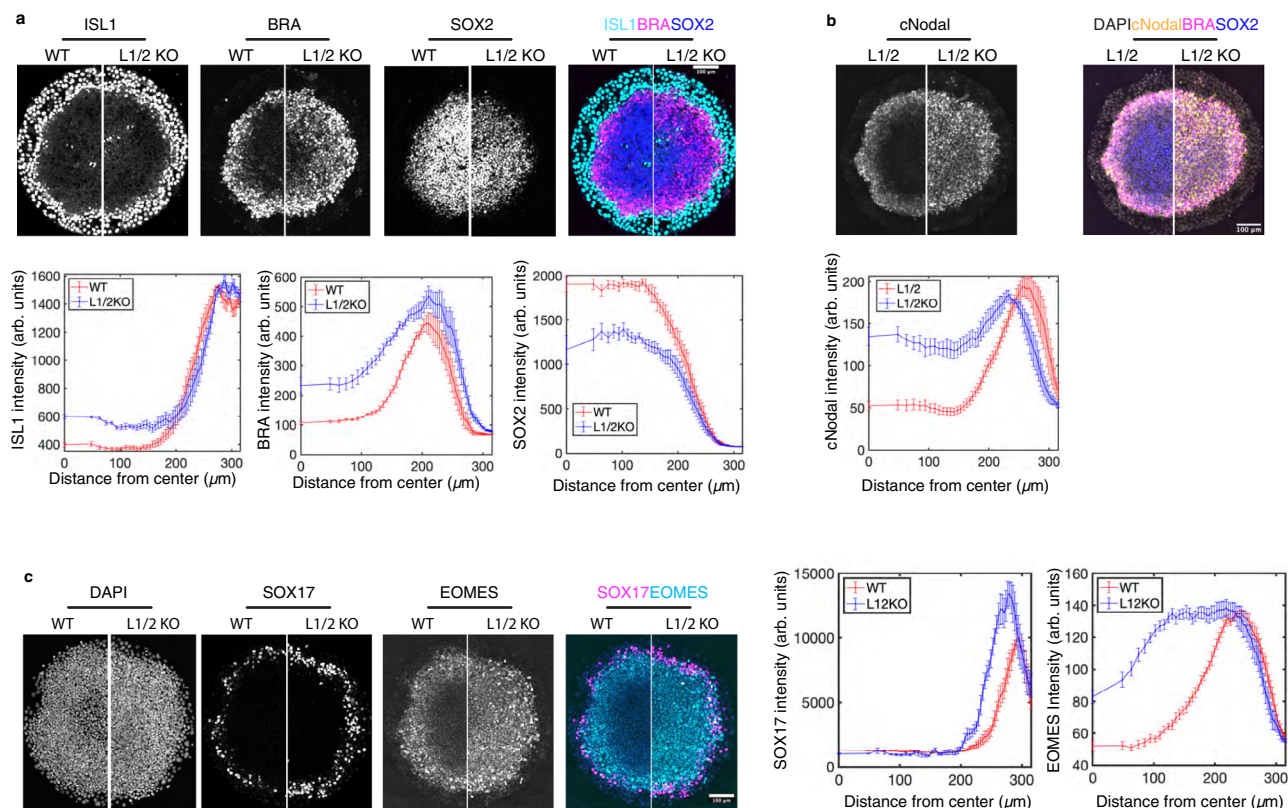 a
ISL1
WT L1/2 KO
BRA
WT L1/2 KO
SOX2
WT L1/2 KO
ISL1BRASOX2
WT L1/2 KO
100 µm
ISL1 intensity (arb. units)
1600
1400
1200
1000
800
600
400
WT
L1/2KO
0 100 200 300
Distance from center (µm)
BRA intensity (arb. units)
600
500
400
300
200
100
0
WT
L1/2KO
0 100 200 300
Distance from center (µm)
SOX2 intensity (arb. units)
2000
1500
1000
500
0
WT
L1/2KO
0 100 200 300
Distance from center (µm)
b
cNodal
L1/2 L1/2 KO
DAPIcNodalBRASOX2
L1/2 L1/2 KO
100 µm
cNodal intensity (arb. units)
200
150
100
50
0
L1/2
L1/2KO
0 100 200 300
Distance from center (µm)
c
DAPI
WT L1/2 KO
SOX17
WT L1/2 KO
EOMES
WT L1/2 KO
SOX17EOMES
WT L1/2 KO
100 µm
SOX17 intensity (arb. units)
15000
10000
5000
0
WT
L12KO
0 100 200 300
Distance from center (µm)
EOMES Intensity (arb. units)
160
140
120
100
80
60
40
WT
L12KO
0 100 200 300
Distance from center (µm)